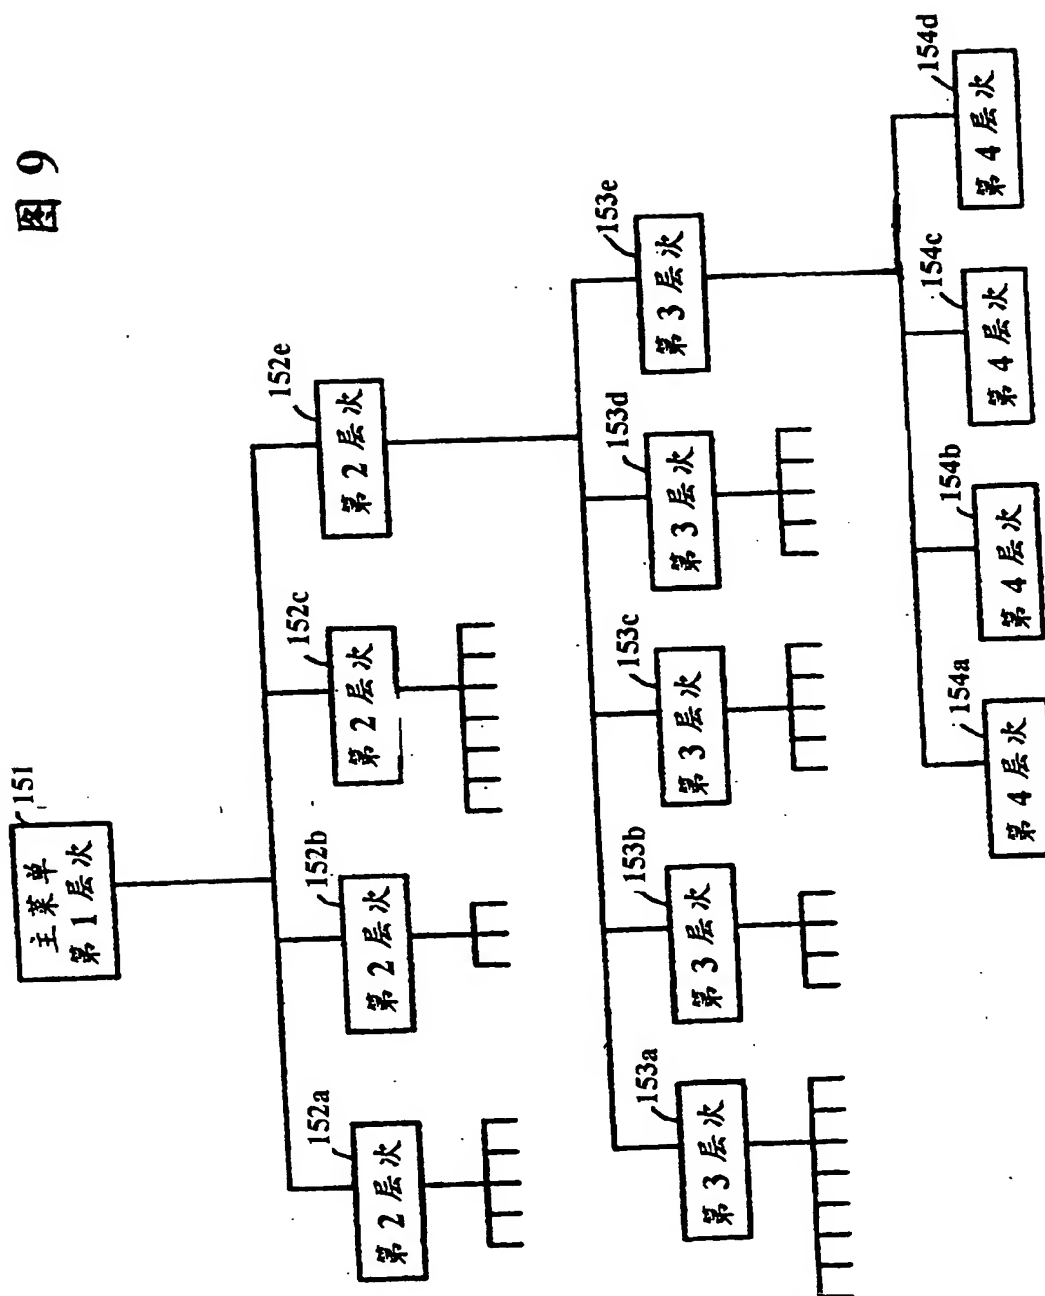 图 9
151
主菜单
第 1 层次
152a
第 2 层次
152b
第 2 层次
152c
第 2 层次
152e
第 2 层次
153a
第 3 层次
153b
第 3 层次
153c
第 3 层次
153d
第 3 层次
153e
第 3 层次
154a
第 4 层次
154b
第 4 层次
154c
第 4 层次
154d
第 4 层次